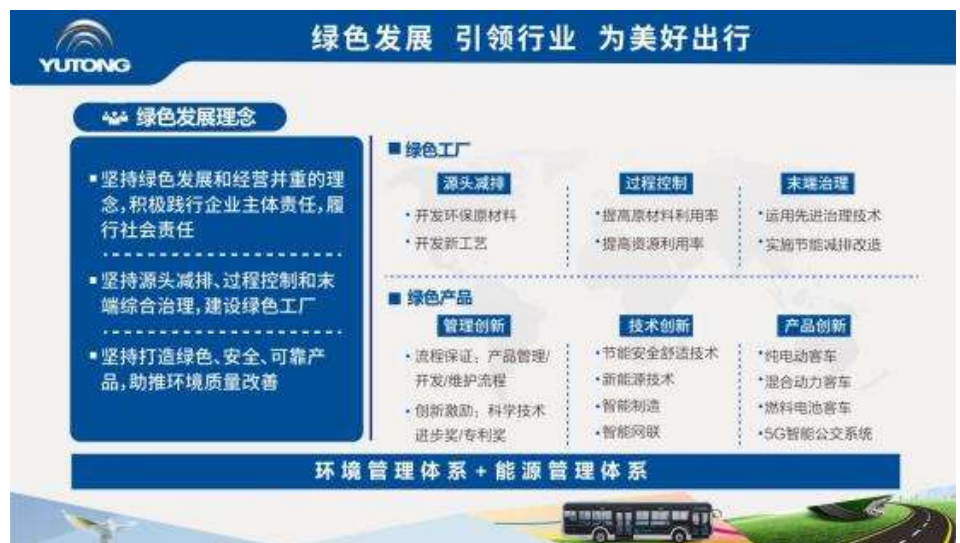 YUTONG
绿色发展 引领行业 为美好出行
绿色发展理念
▪坚持绿色发展和经营并重的理
念,积极践行企业主体责任,履
行社会责任
▪坚持源头减排、过程控制和末
端综合治理,建设绿色工厂
▪坚持打造绿色、安全、可靠产
品,助推环境质量改善
■ 绿色工厂
源头减排
• 开发环保原材料
• 开发新工艺
过程控制
•提高原材料利用率
•提高资源利用率
末端治理
•运用先进治理技术
•实施节能减排改造
■ 绿色产品
管理创新
• 流程保证：产品管理/
开发/维护流程
• 创新激励：科学技术
进步奖/专利奖
技术创新
•节能安全舒适技术
•新能源技术
•智能制造
•智能网联
产品创新
•纯电动客车
•混合动力客车
•燃料电池客车
•5G智能公交系统
环境管理体系+能源管理体系